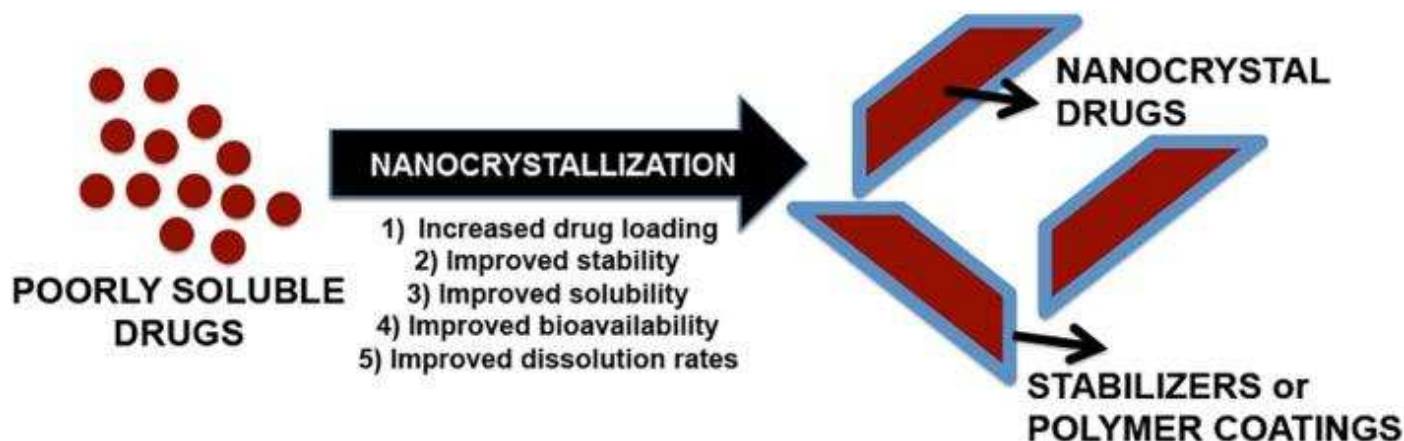 POORLY SOLUBLE
DRUGS
NANOCRYSTALLIZATION
1) Increased drug loading
2) Improved stability
3) Improved solubility
4) Improved bioavailability
5) Improved dissolution rates
NANOCRYSTAL
DRUGS
STABILIZERS or
POLYMER COATINGS